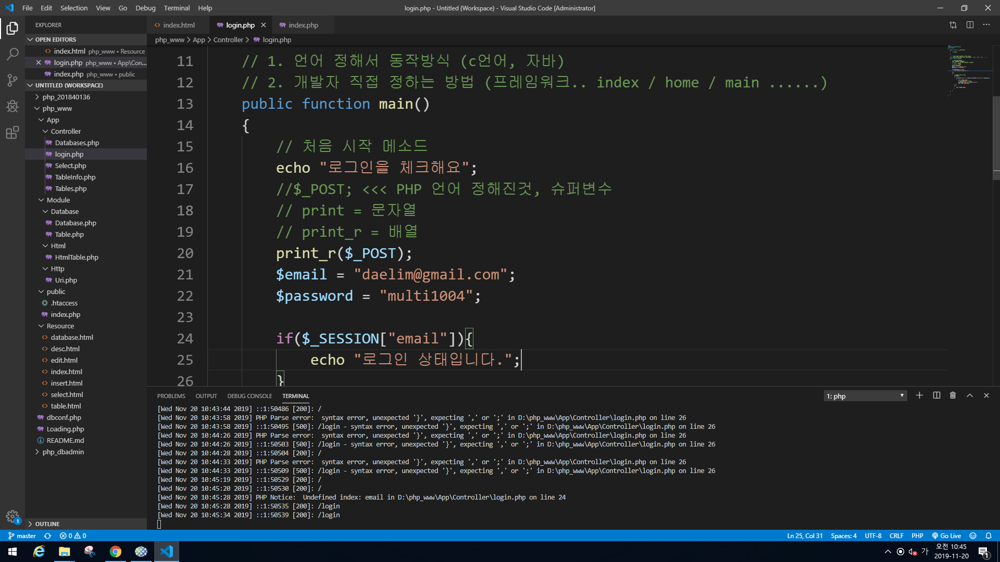 File Edit Selection View Go Debug Terminal Help
login.php - Untitled (Workspace) - Visual Studio Code [Administrator]
EXPLORER
OPEN EDITORS
index.html php_www • Resource
login.php php_www • App\Con...
index.php php_www • public
UNTITLED (WORKSPACE)
php_201840136
php_www
App
Controller
Databases.php
login.php
Select.php
TableInfo.php
Tables.php
Module
Database
Database.php
Table.php
Html
HtmlTable.php
Http
Uri.php
public
.htaccess
index.php
Resource
database.html
desc.html
edit.html
index.html
insert.html
select.html
table.html
dbconf.php
Loading.php
README.md
php_dbadmin
OUTLINE
index.html login.php index.php
php_www > App > Controller > login.php
11 // 1. 언어 정해서 동작방식 (c언어, 자바)
12 // 2. 개발자 직접 정하는 방법 (프레임워크.. index / home / main ......)
13 public function main()
14 {
15 // 처음 시작 메소드
16 echo "로그인을 체크해요";
17 //$_POST; <<< PHP 언어 정해진것, 슈퍼변수
18 // print = 문자열
19 // print_r = 배열
20 print_r($_POST);
21 $email = "daelim@gmail.com";
22 $password = "multi1004";
23
24 if($_SESSION["email"]){
25 echo "로그인 상태입니다.";
26 }
PROBLEMS OUTPUT DEBUG CONSOLE TERMINAL
1: php
[Wed Nov 20 10:43:44 2019] ::1:50486 [200]: /
[Wed Nov 20 10:43:58 2019] PHP Parse error:  syntax error, unexpected '}', expecting ',' or ';' in D:\php_www\App\Controller\login.php on line 26
[Wed Nov 20 10:43:58 2019] ::1:50495 [500]: /login - syntax error, unexpected '}', expecting ',' or ';' in D:\php_www\App\Controller\login.php on line 26
[Wed Nov 20 10:44:26 2019] PHP Parse error:  syntax error, unexpected '}', expecting ',' or ';' in D:\php_www\App\Controller\login.php on line 26
[Wed Nov 20 10:44:26 2019] ::1:50503 [500]: /login - syntax error, unexpected '}', expecting ',' or ';' in D:\php_www\App\Controller\login.php on line 26
[Wed Nov 20 10:44:28 2019] ::1:50504 [200]: /
[Wed Nov 20 10:44:33 2019] PHP Parse error:  syntax error, unexpected '}', expecting ',' or ';' in D:\php_www\App\Controller\login.php on line 26
[Wed Nov 20 10:44:33 2019] ::1:50509 [500]: /login - syntax error, unexpected '}', expecting ',' or ';' in D:\php_www\App\Controller\login.php on line 26
[Wed Nov 20 10:45:19 2019] ::1:50529 [200]: /
[Wed Nov 20 10:45:20 2019] ::1:50530 [200]: /
[Wed Nov 20 10:45:28 2019] PHP Notice:  Undefined index: email in D:\php_www\App\Controller\login.php on line 24
[Wed Nov 20 10:45:28 2019] ::1:50535 [200]: /login
[Wed Nov 20 10:45:34 2019] ::1:50539 [200]: /login
1
master 0 0
Ln 25, Col 31 Spaces: 4 UTF-8 CRLF PHP Go Live
가 오전 10:45
2019-11-20
1